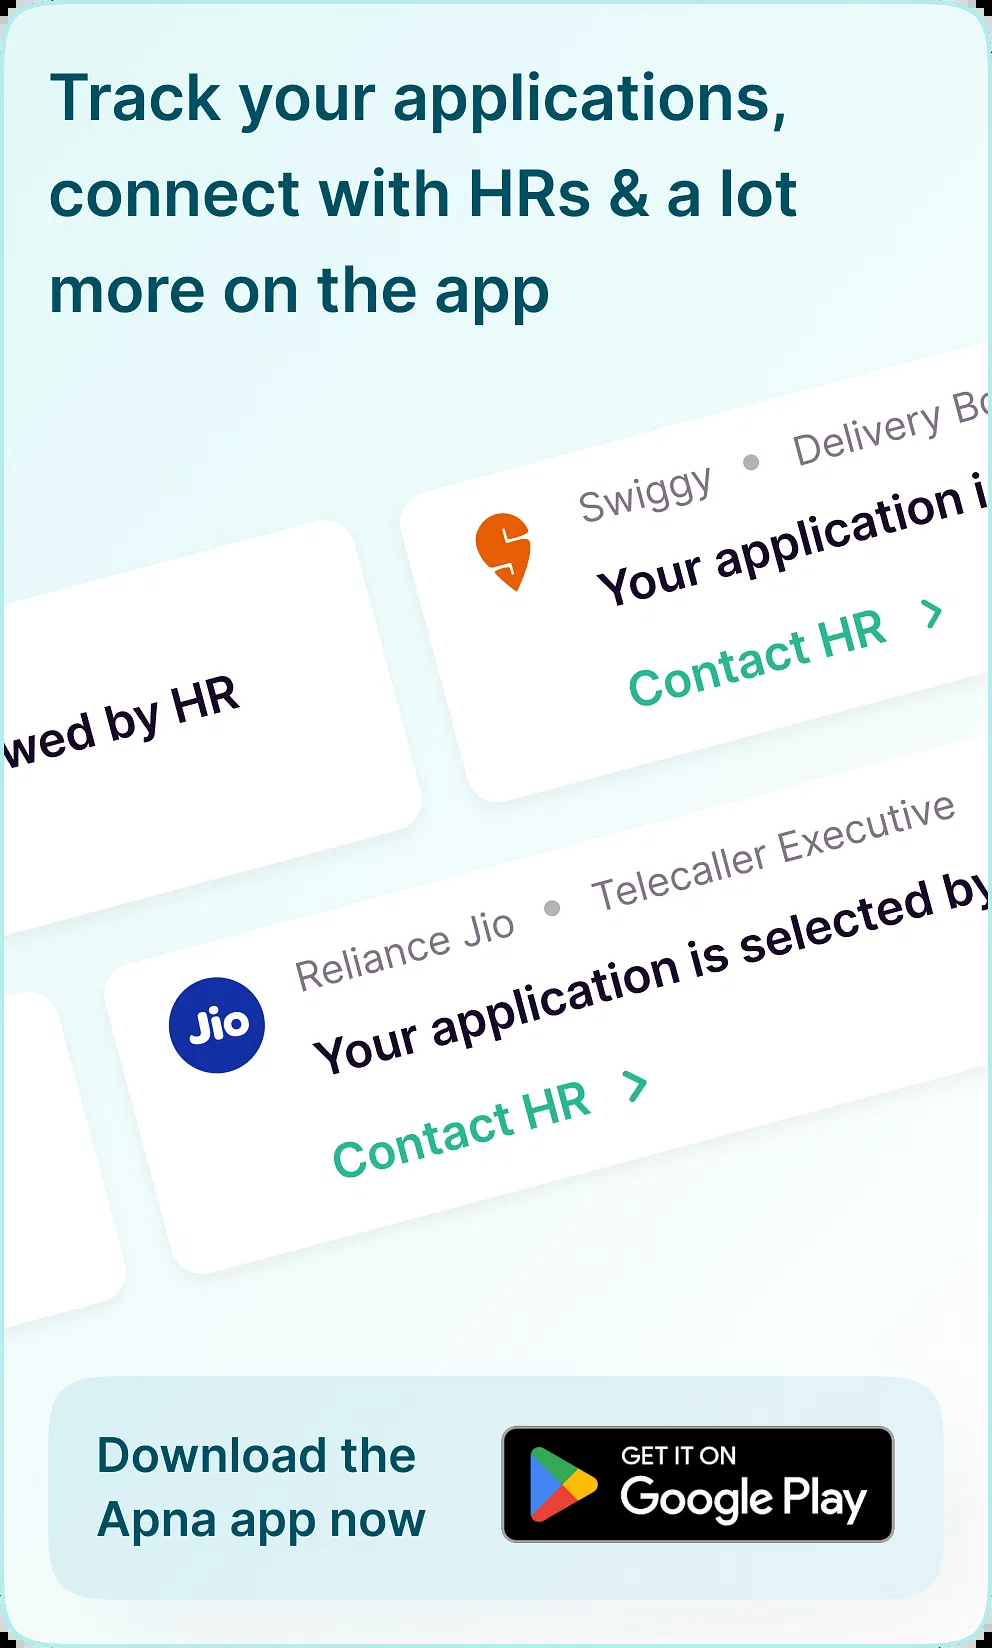 Track your applications,
connect with HRs & a lot
more on the app
Swiggy • Delivery
Your application
Contact HR >
by HR
Reliance Jio • Telecaller Executive
Jio
Your application is selected by
Contact HR >
Download the
Apna app now
GET IT ON
Google Play